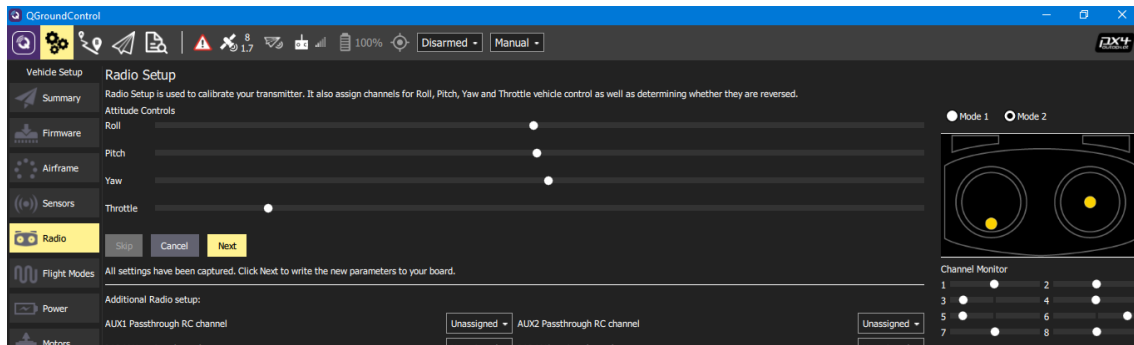 QGroundControl
8
1.7
100%
Disarmed
Manual
PX4
autopilot
Vehicle Setup
Summary
Firmware
Airframe
Sensors
Radio
Flight Modes
Power
Motors
Radio Setup
Radio Setup is used to calibrate your transmitter. It also assign channels for Roll, Pitch, Yaw and Throttle vehicle control as well as determining whether they are reversed.
Attitude Controls
Roll
Pitch
Yaw
Throttle
Skip Cancel Next
All settings have been captured. Click Next to write the new parameters to your board.
Additional Radio setup:
AUX1 Passthrough RC channel Unassigned AUX2 Passthrough RC channel Unassigned
Mode 1 Mode 2
Channel Monitor
1 2
3 4
5 6
7 8